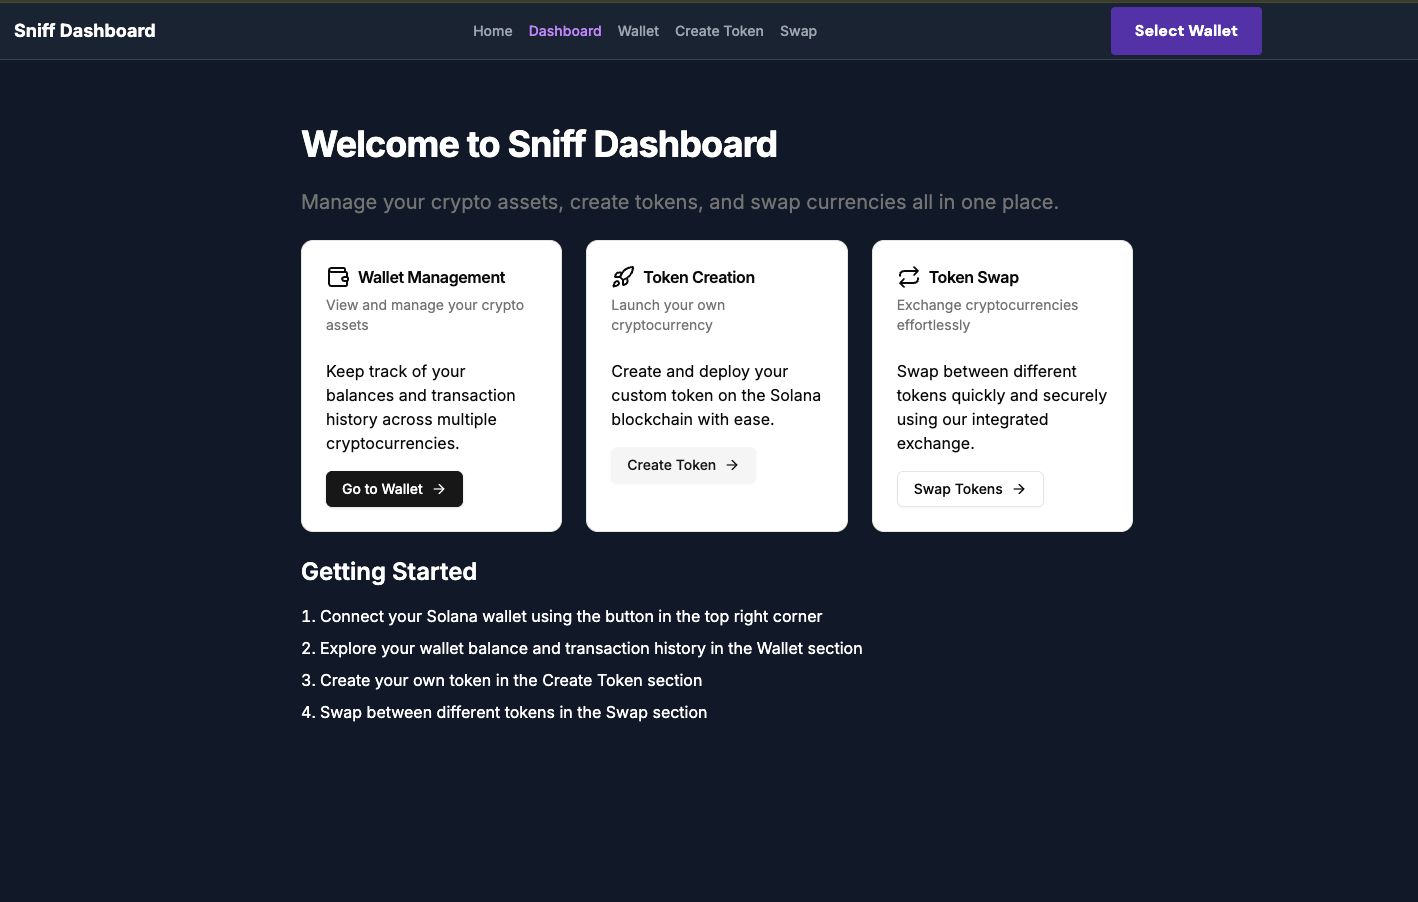 Sniff Dashboard
Home Dashboard Wallet Create Token Swap
Select Wallet
Welcome to Sniff Dashboard
Manage your crypto assets, create tokens, and swap currencies all in one place.
Wallet Management
View and manage your crypto
assets
Keep track of your
balances and transaction
history across multiple
cryptocurrencies.
Go to Wallet
Token Creation
Launch your own
cryptocurrency
Create and deploy your
custom token on the Solana
blockchain with ease.
Create Token
Token Swap
Exchange cryptocurrencies
effortlessly
Swap between different
tokens quickly and securely
using our integrated
exchange.
Swap Tokens
Getting Started
1. Connect your Solana wallet using the button in the top right corner
2. Explore your wallet balance and transaction history in the Wallet section
3. Create your own token in the Create Token section
4. Swap between different tokens in the Swap section